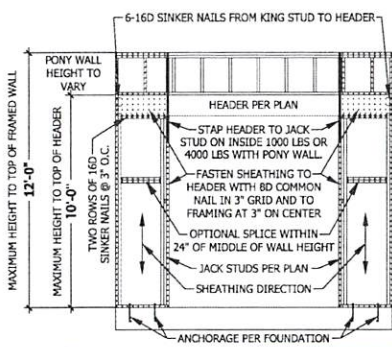 6-16D SINKER NAILS FROM KING STUD TO HEADER
PONY WALL
HEIGHT TO
VARY
HEADER PER PLAN
STAP HEADER TO JACK
STUD ON INSIDE 1000 LBS OR
4000 LBS WITH PONY WALL.
FASTEN SHEATHING TO
HEADER WITH 8D COMMON
NAIL IN 3" GRID AND TO
FRAMING AT 3" ON CENTER
OPTIONAL SPLICE WITHIN
24" OF MIDDLE OF WALL HEIGHT
JACK STUDS PER PLAN
SHEATHING DIRECTION
ANCHORAGE PER FOUNDATION
MAXIMUM HEIGHT TO TOP OF FRAMED WALL
12'-0"
MAXIMUM HEIGHT TO TOP OF HEADER
10'-0"
TWO ROWS OF 16D
SINKER NAILS @ 3" O.C.